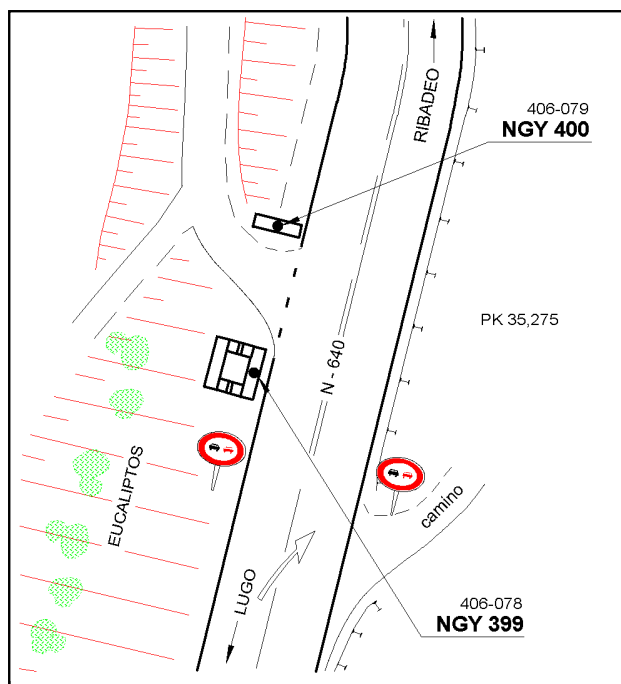 RIBADEO
406-079
NGY 400
PK 35,275
N - 640
EUCALIPTOS
camino
LUGO
406-078
NGY 399